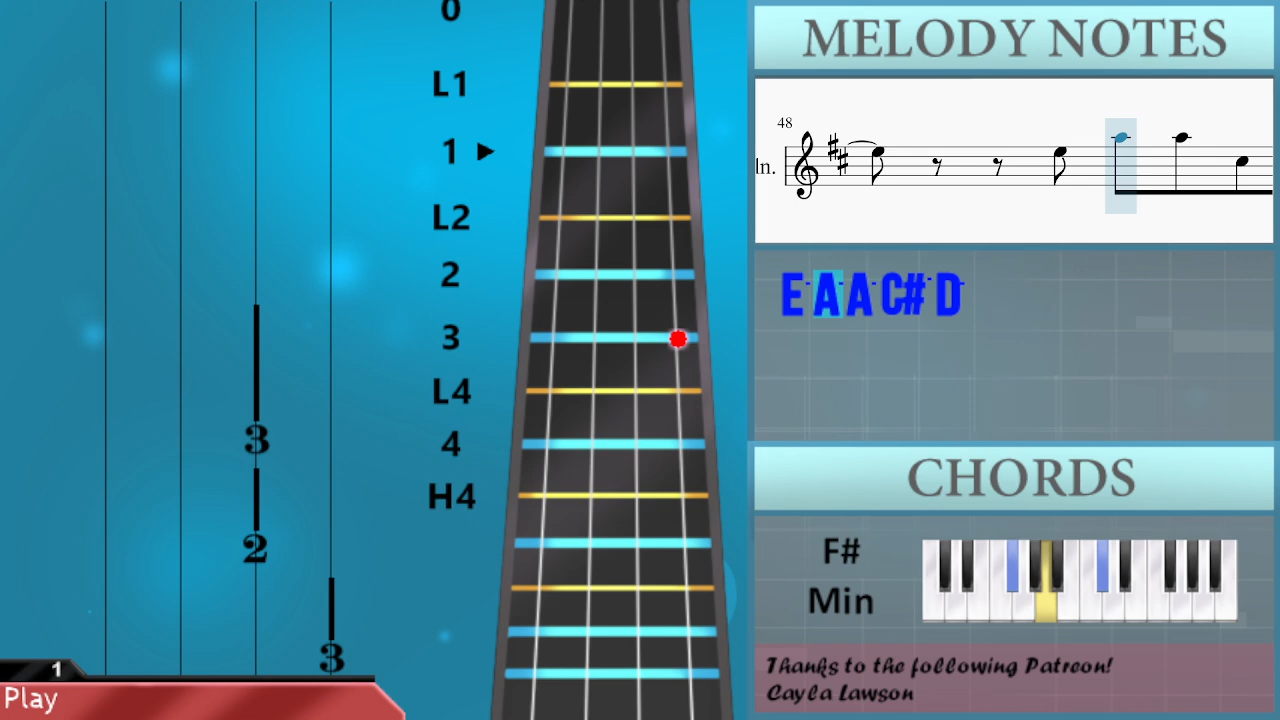 0
L1
1
L2
2
3
L4
4
H4
3
2
3
1
Play
MELODY NOTES
48
ln.
E A A C# D
CHORDS
F#
Min
Thanks to the following Patreon!
Cayla Lawson